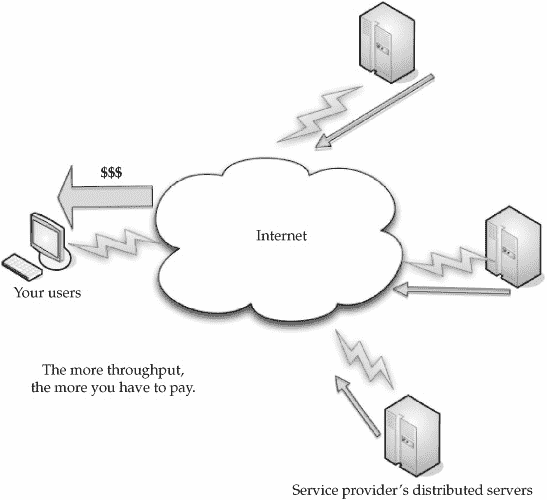 $$$
Internet
Your users
The more throughput,
the more you have to pay.
Service provider's distributed servers